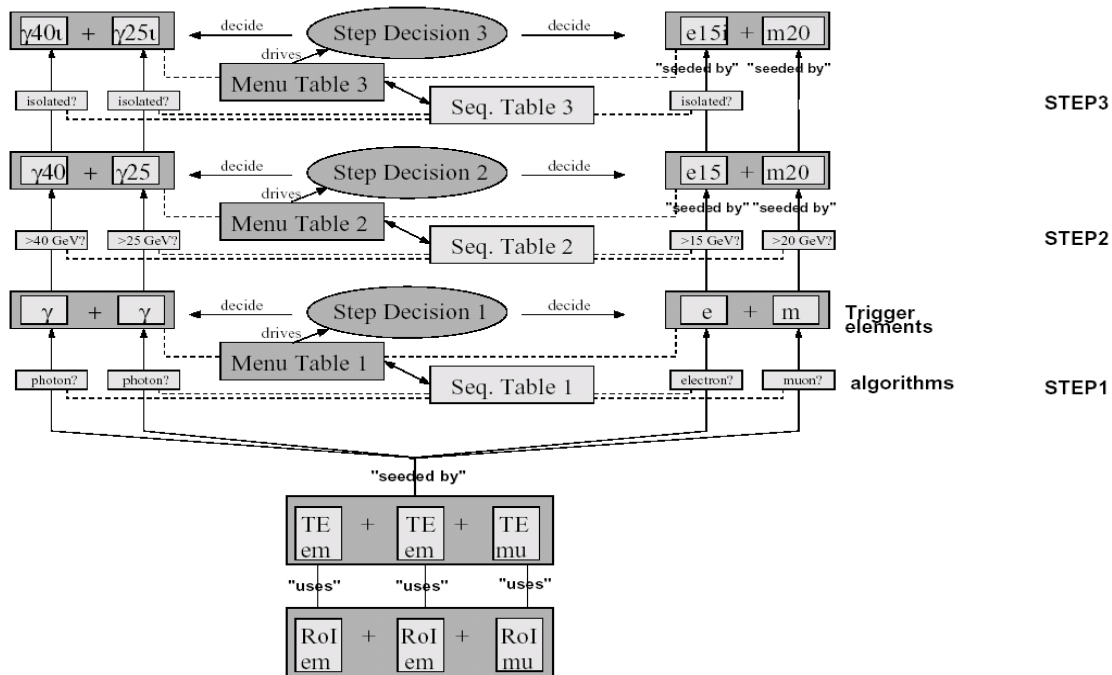 γ40ι + γ25ι
decide
Step Decision 3
decide
e15i + m20
drives
"seeded by" "seeded by"
Menu Table 3
isolated?
isolated?
Seq. Table 3
isolated?
STEP3
γ40 + γ25
decide
Step Decision 2
decide
e15 + m20
drives
"seeded by" "seeded by"
Menu Table 2
>40 GeV?
>25 GeV?
Seq. Table 2
>15 GeV?
>20 GeV?
STEP2
γ + γ
decide
Step Decision 1
decide
e + m
Trigger
elements
drives
Menu Table 1
photon?
photon?
Seq. Table 1
electron?
muon?
algorithms
STEP1
"seeded by"
TE + TE + TE
em em mu
"uses" "uses" "uses"
RoI + RoI + RoI
em em mu